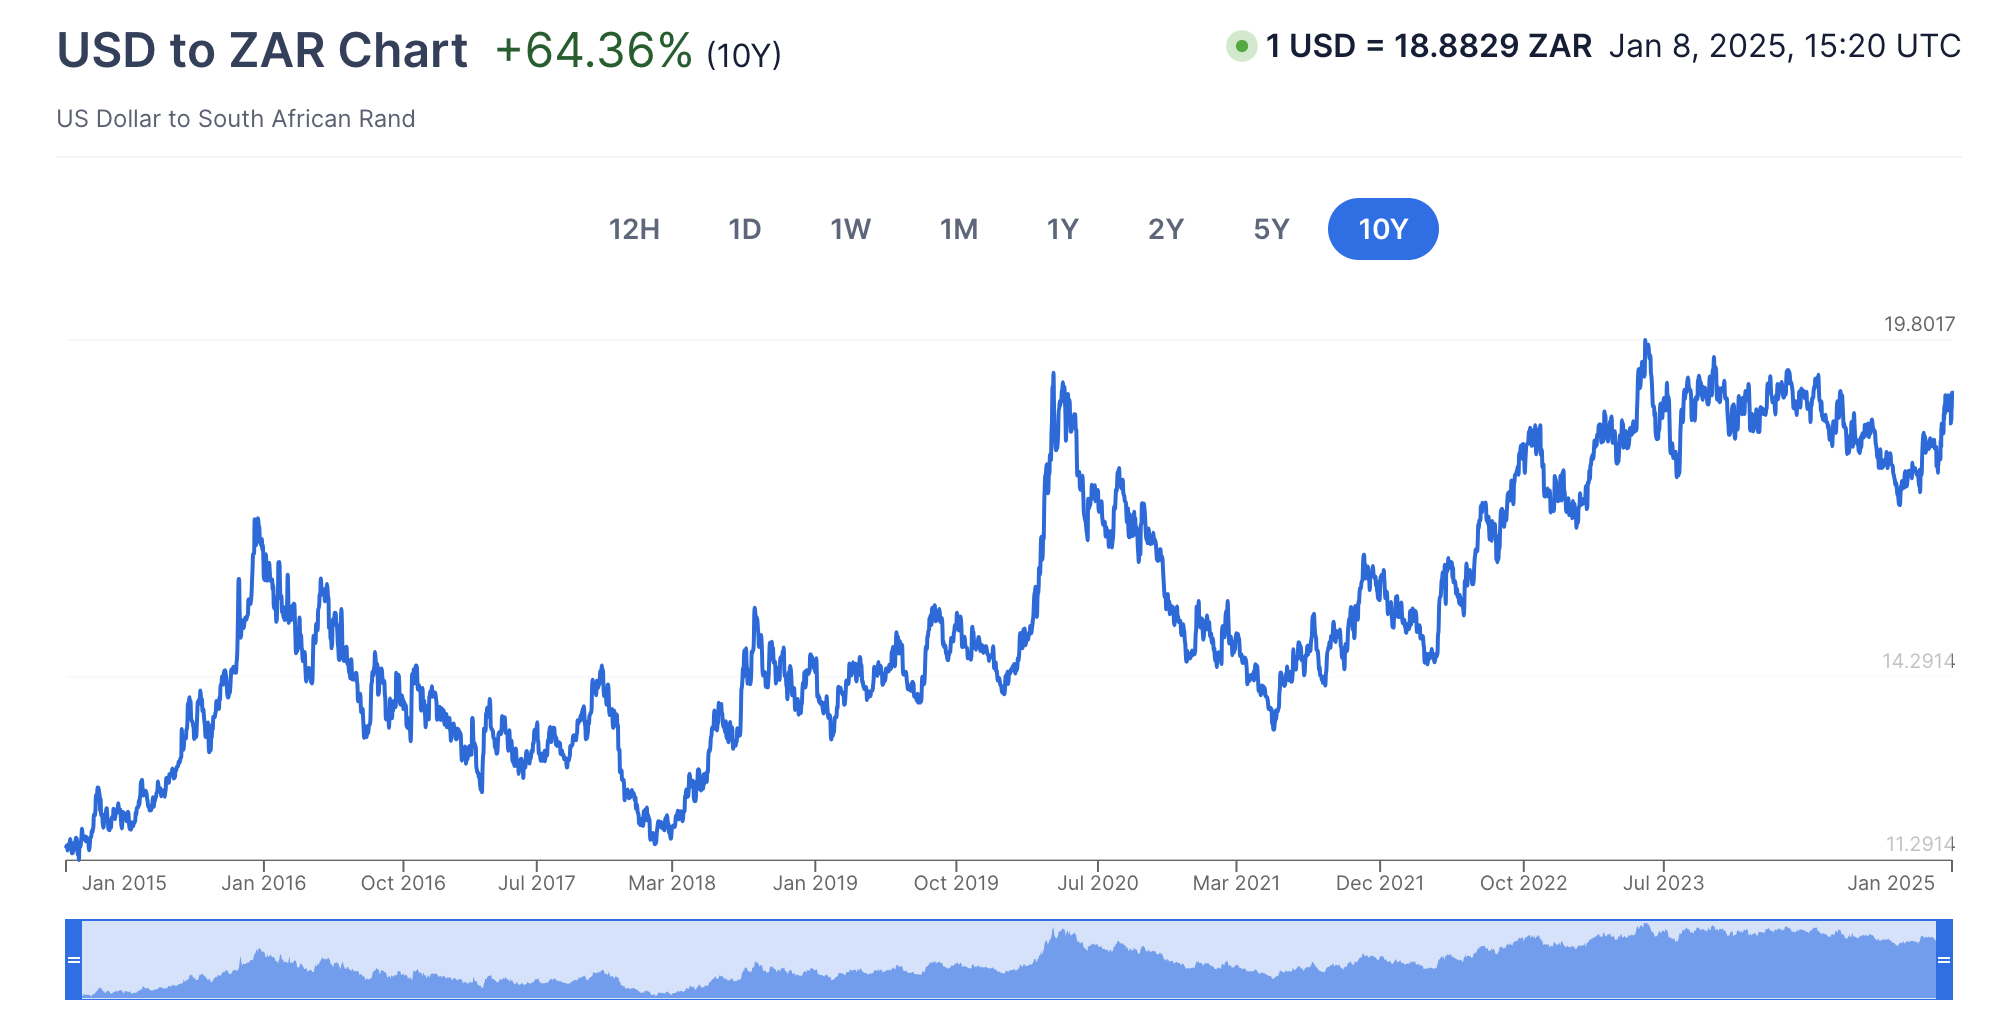 USD to ZAR Chart +64.36% (10Y)
1 USD = 18.8829 ZAR Jan 8, 2025, 15:20 UTC
US Dollar to South African Rand
12H 1D 1W 1M 1Y 2Y 5Y 10Y
19.8017
14.2914
11.2914
Jan 2015 Jan 2016 Oct 2016 Jul 2017 Mar 2018 Jan 2019 Oct 2019 Jul 2020 Mar 2021 Dec 2021 Oct 2022 Jul 2023 Jan 2025